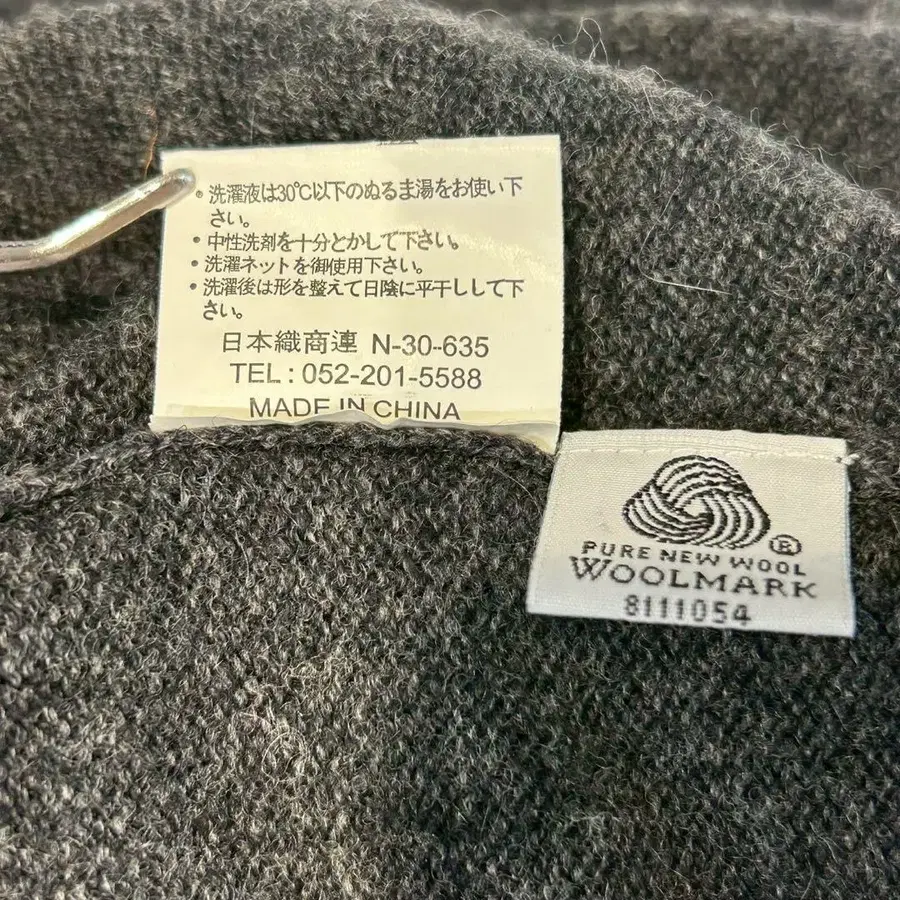 ・洗濯液は30℃以下のぬるま湯をお使い下
さい。
・中性洗剤を十分とかして下さい。
・洗濯ネットを御使用下さい。
・洗濯後は形を整えて日陰に平干しして下
さい。
日本織商連 N-30-635
TEL : 052-201-5588
MADE IN CHINA
®
PURE NEW WOOL
WOOLMARK
8111054